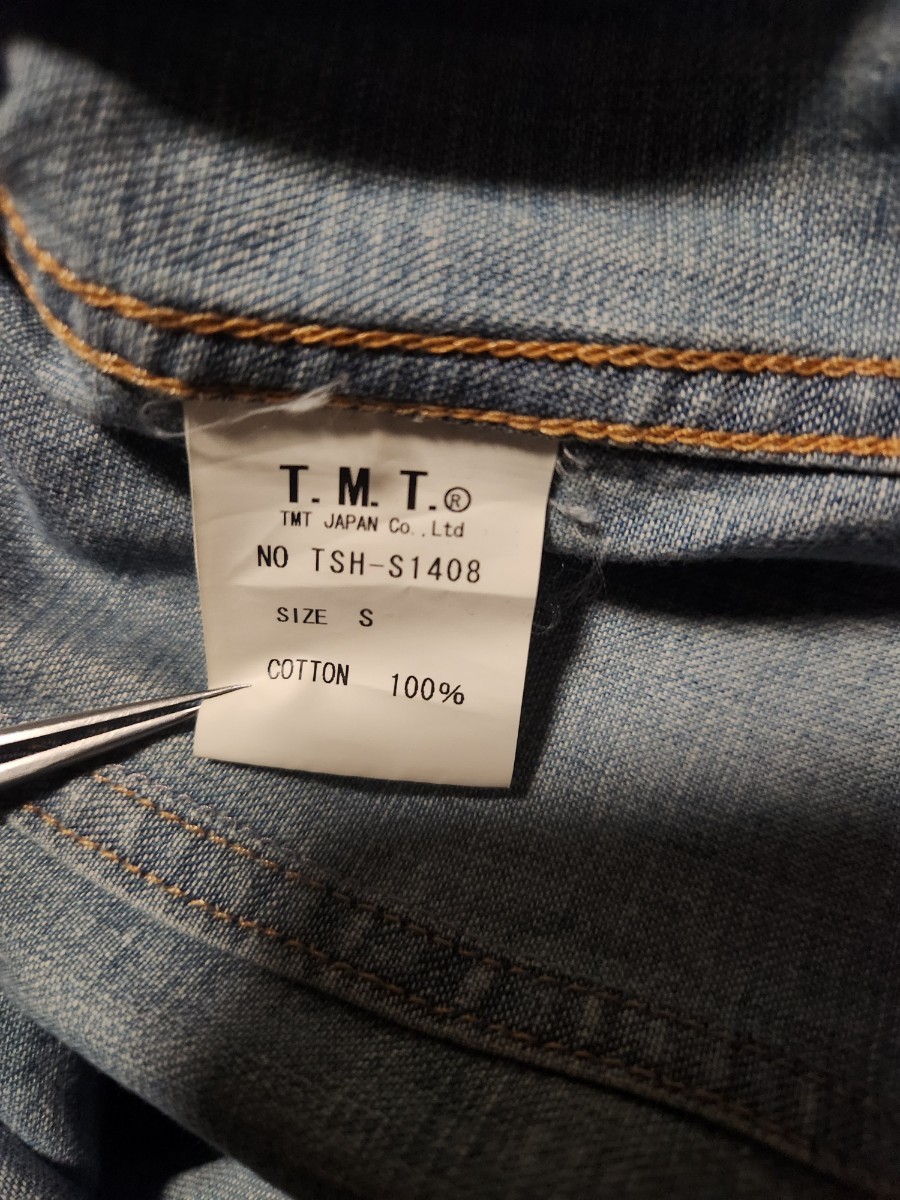 T. M. T.®
TMT JAPAN Co.,Ltd
NO TSH-S1408
SIZE S
COTTON 100%